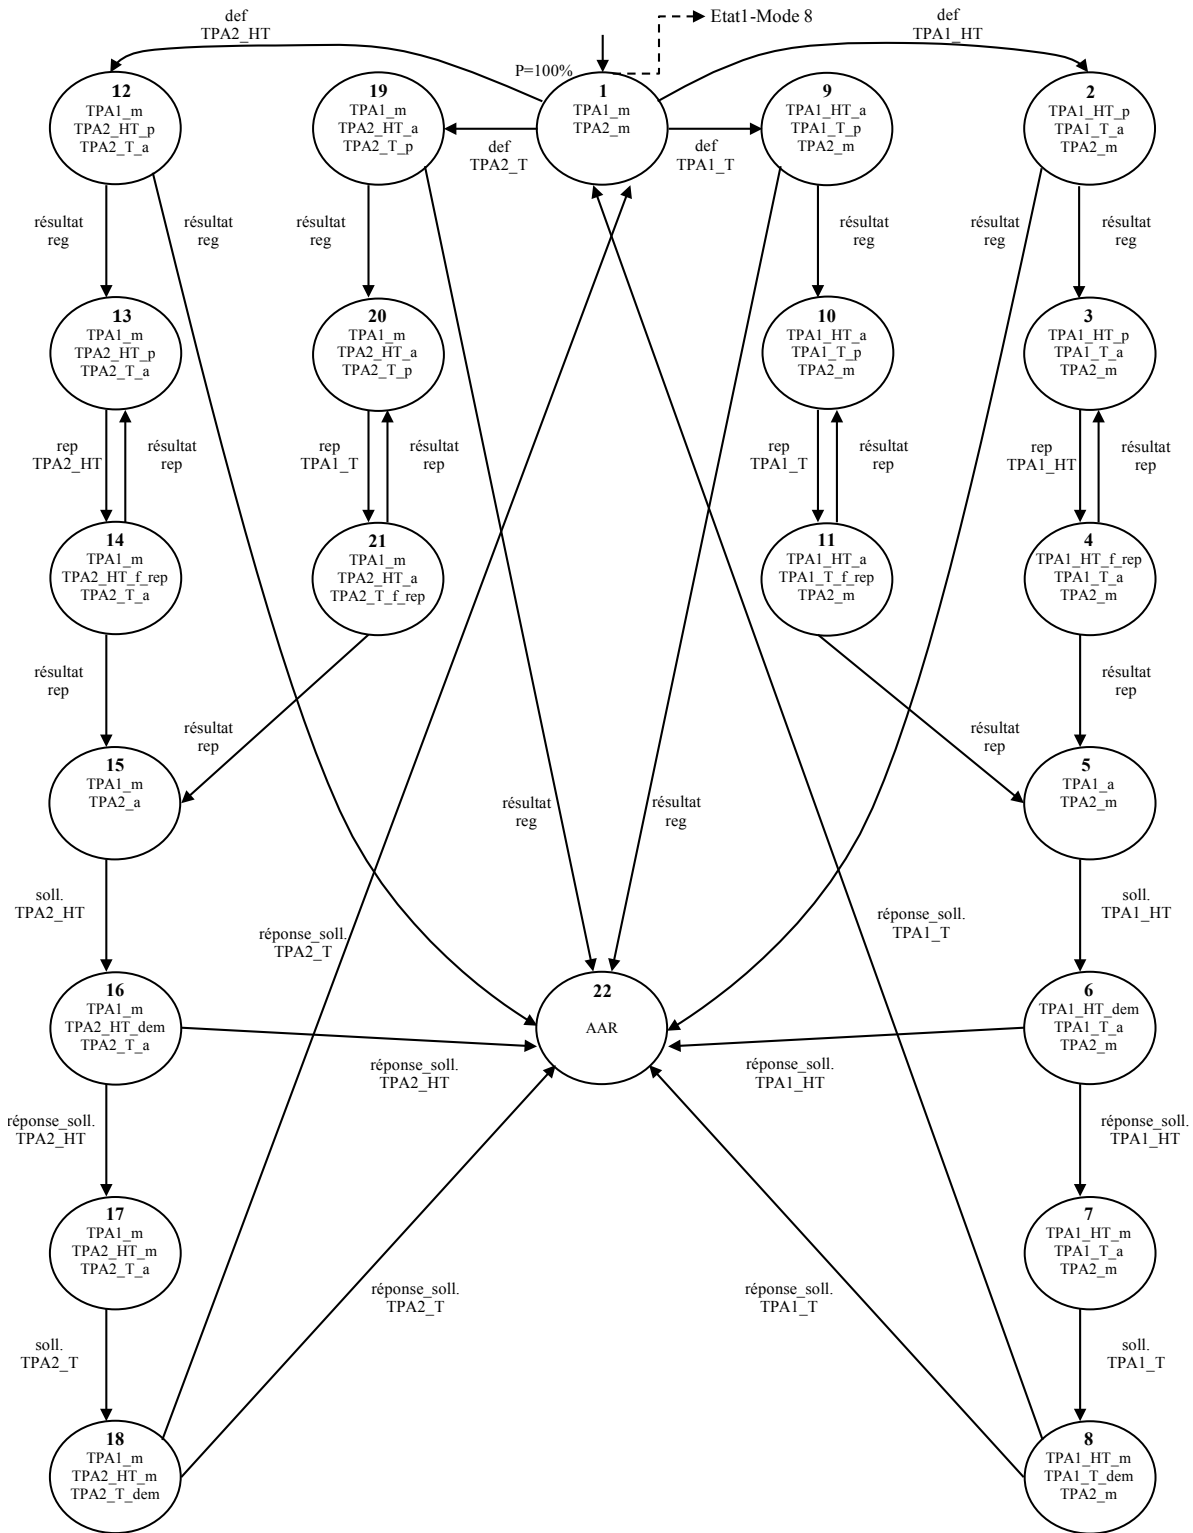 def
TPA2_HT
Etat1-Mode 8
def
TPA1_HT
P=100%
12
TPA1_m
TPA2_HT_p
TPA2_T_a
19
TPA1_m
TPA2_HT_a
TPA2_T_p
1
TPA1_m
TPA2_m
9
TPA1_HT_a
TPA1_T_p
TPA2_m
2
TPA1_HT_p
TPA1_T_a
TPA2_m
def
TPA2_T
def
TPA1_T
résultat
reg
résultat
reg
résultat
reg
résultat
reg
résultat
reg
résultat
reg
13
TPA1_m
TPA2_HT_p
TPA2_T_a
20
TPA1_m
TPA2_HT_a
TPA2_T_p
10
TPA1_HT_a
TPA1_T_p
TPA2_m
3
TPA1_HT_p
TPA1_T_a
TPA2_m
rep
TPA2_HT
résultat
rep
rep
TPA1_T
résultat
rep
rep
TPA1_T
résultat
rep
rep
TPA1_HT
résultat
rep
14
TPA1_m
TPA2_HT_f_rep
TPA2_T_a
21
TPA1_m
TPA2_HT_a
TPA2_T_f_rep
11
TPA1_HT_a
TPA1_T_f_rep
TPA2_m
4
TPA1_HT_f_rep
TPA1_T_a
TPA2_m
résultat
rep
résultat
rep
résultat
rep
résultat
rep
15
TPA1_m
TPA2_a
résultat
reg
résultat
reg
5
TPA1_a
TPA2_m
soll.
TPA2_HT
réponse_soll.
TPA2_T
réponse_soll.
TPA1_T
soll.
TPA1_HT
16
TPA1_m
TPA2_HT_dem
TPA2_T_a
22
AAR
6
TPA1_HT_dem
TPA1_T_a
TPA2_m
réponse_soll.
TPA2_HT
réponse_soll.
TPA1_HT
réponse_soll.
TPA2_HT
réponse_soll.
TPA1_HT
17
TPA1_m
TPA2_HT_m
TPA2_T_a
7
TPA1_HT_m
TPA1_T_a
TPA2_m
réponse_soll.
TPA2_T
réponse_soll.
TPA1_T
soll.
TPA2_T
soll.
TPA1_T
18
TPA1_m
TPA2_HT_m
TPA2_T_dem
8
TPA1_HT_m
TPA1_T_dem
TPA2_m